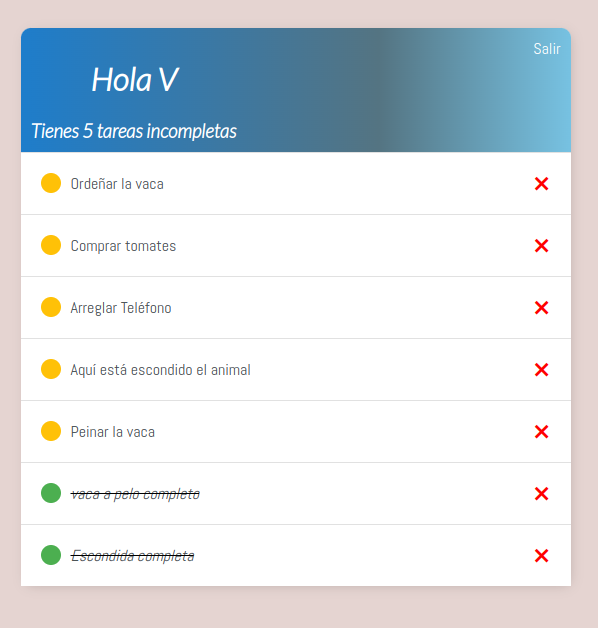 Salir
Hola V
Tienes 5 tareas incompletas
Ordeñar la vaca
Comprar tomates
Arreglar Teléfono
Aquí está escondido el animal
Peinar la vaca
vaca a pelo completo
Escondida completa